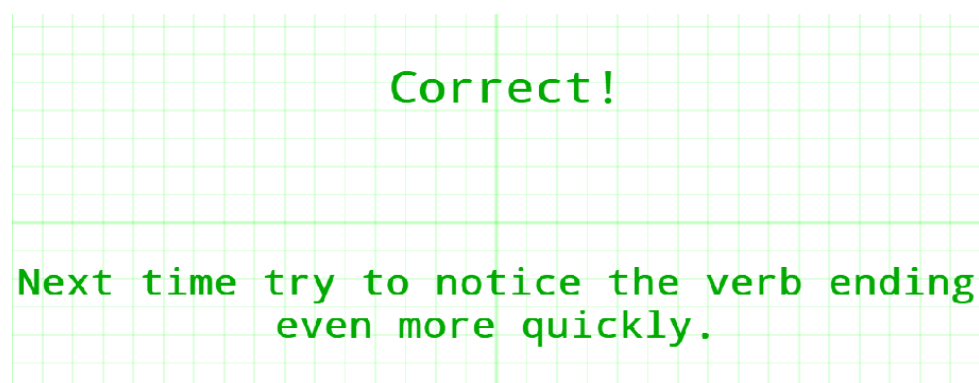 Correct!
Next time try to notice the verb ending
even more quickly.